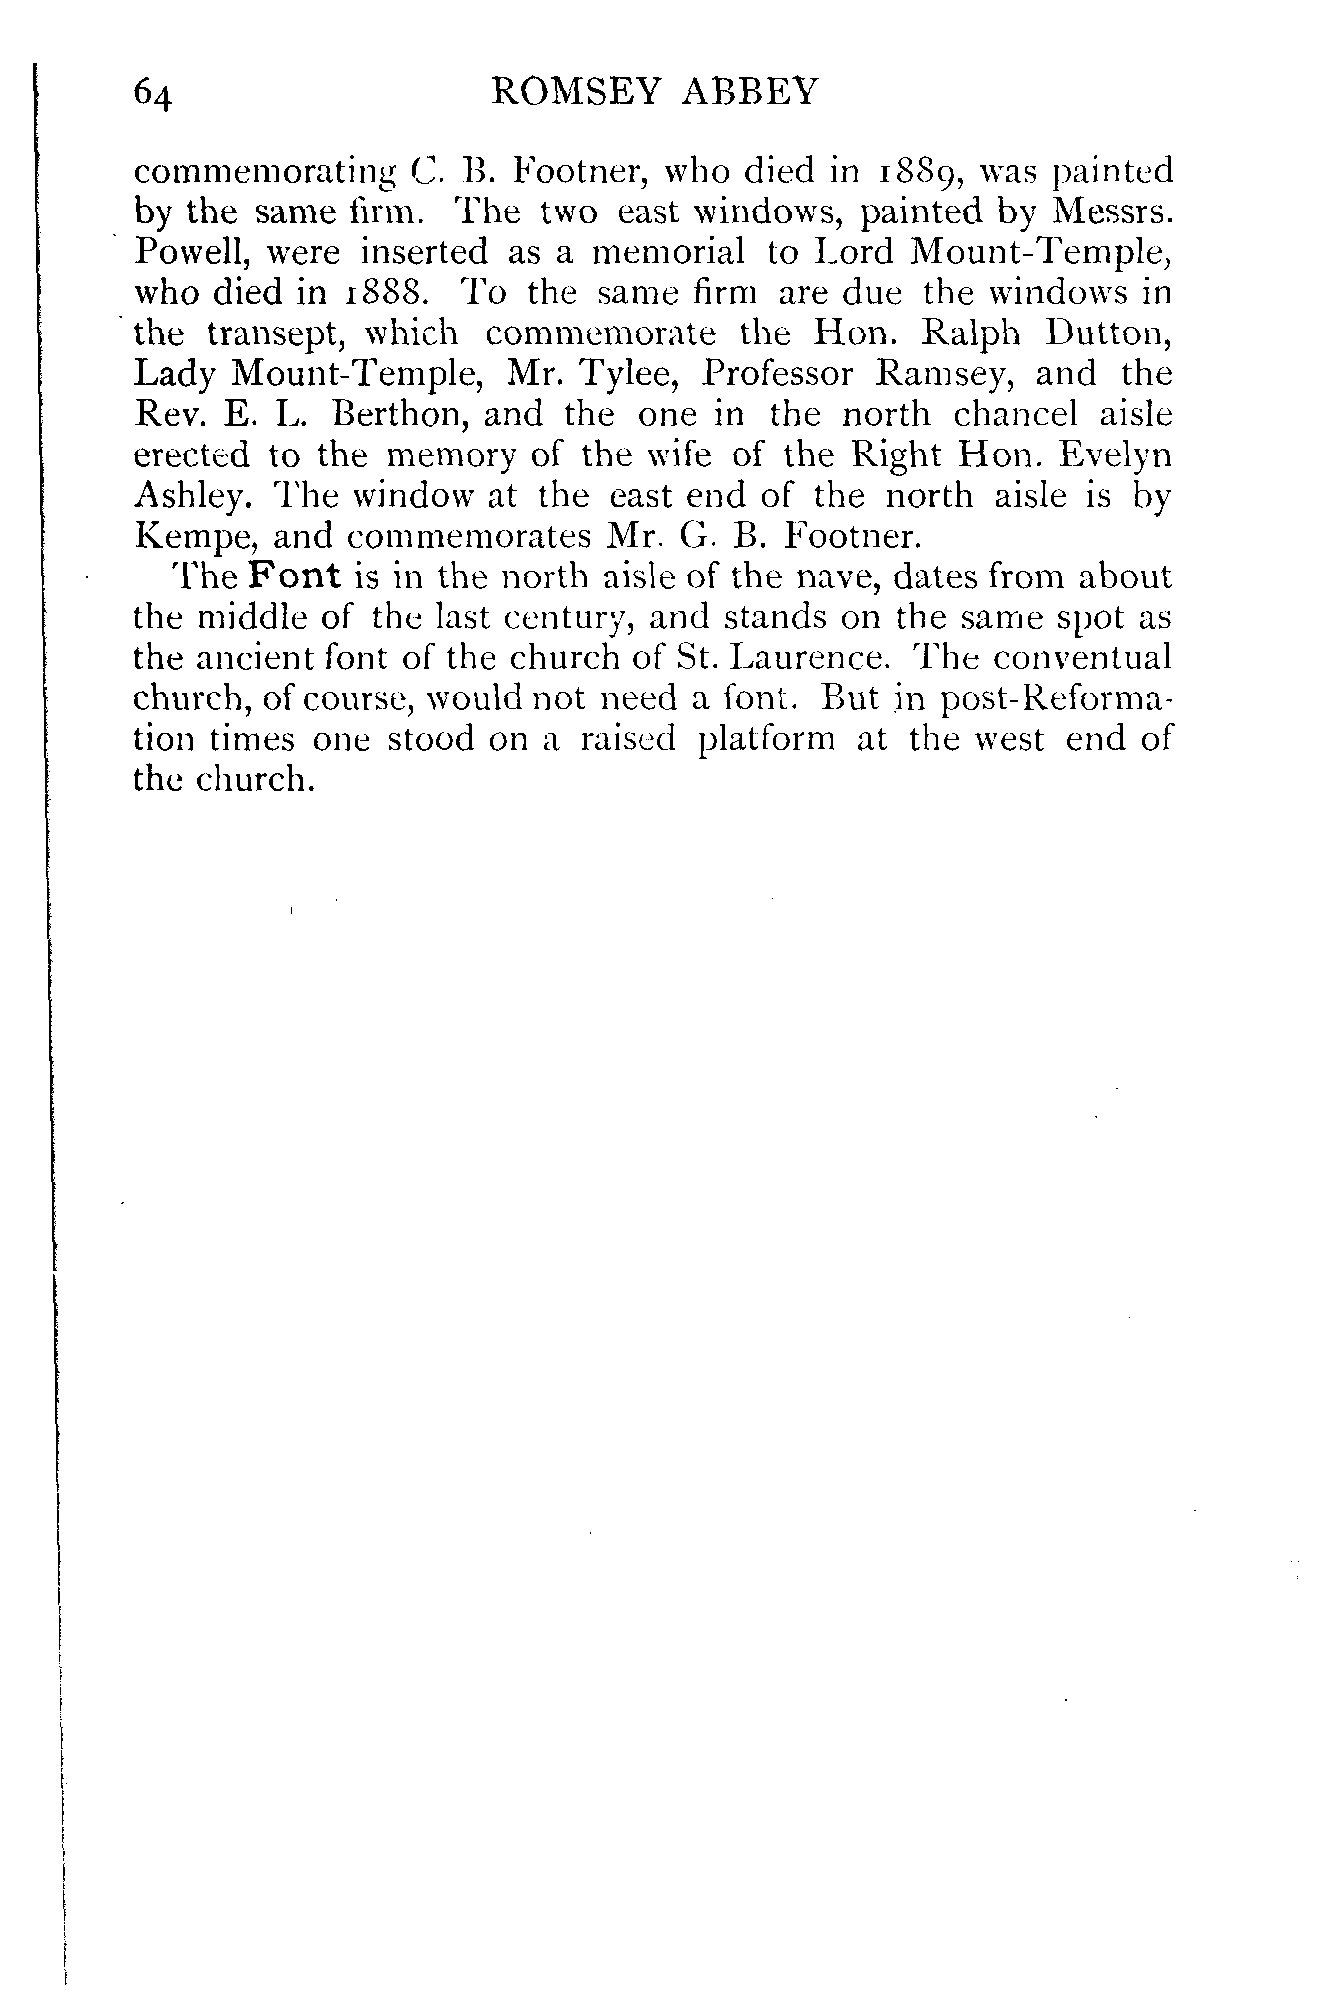 64 ROMSEY ABBEY
commemorating C. B. Footner, who died in 1889, was painted
by the same firm. The two east windows, painted by Messrs.
Powell, were inserted as a memorial to Lord Mount-Temple,
who died in 1888. To the same firm are due the windows in
the transept, which commemorate the Hon. Ralph Dutton,
Lady Mount-Temple, Mr. Tylee, Professor Ramsey, and the
Rev. E. L. Berthon, and the one in the north chancel aisle
erected to the memory of the wife of the Right Hon. Evelyn
Ashley. The window at the east end of the north aisle is by
Kempe, and commemorates Mr. G. B. Footner.
The Font is in the north aisle of the nave, dates from about
the middle of the last century, and stands on the same spot as
the ancient font of the church of St. Laurence. The conventual
church, of course, would not need a font. But in post-Reforma-
tion times one stood on a raised platform at the west end of
the church.